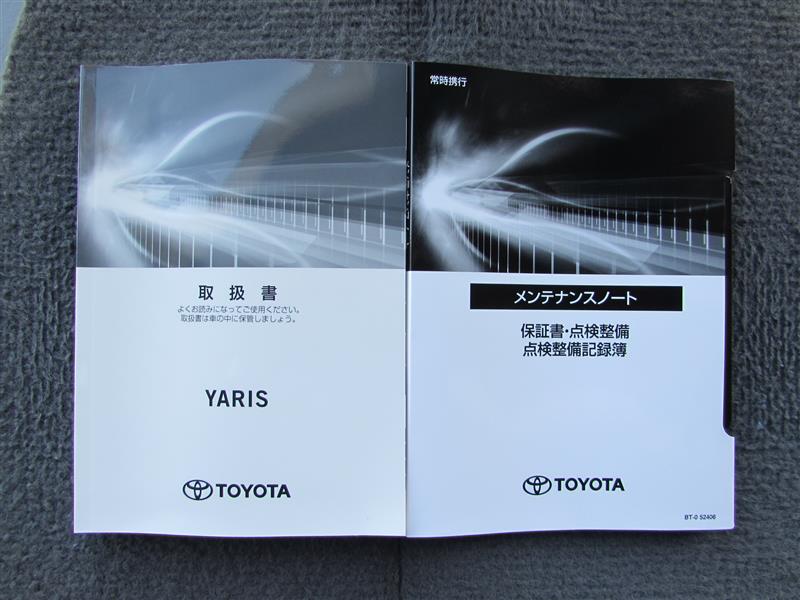 取扱書
よくお読みになってご使用ください。
取扱書は車の中に保管しましょう。
YARIS
TOYOTA
常時携行
メンテナンスノート
保証書・点検整備
点検整備記録簿
TOYOTA
BT-0 52406